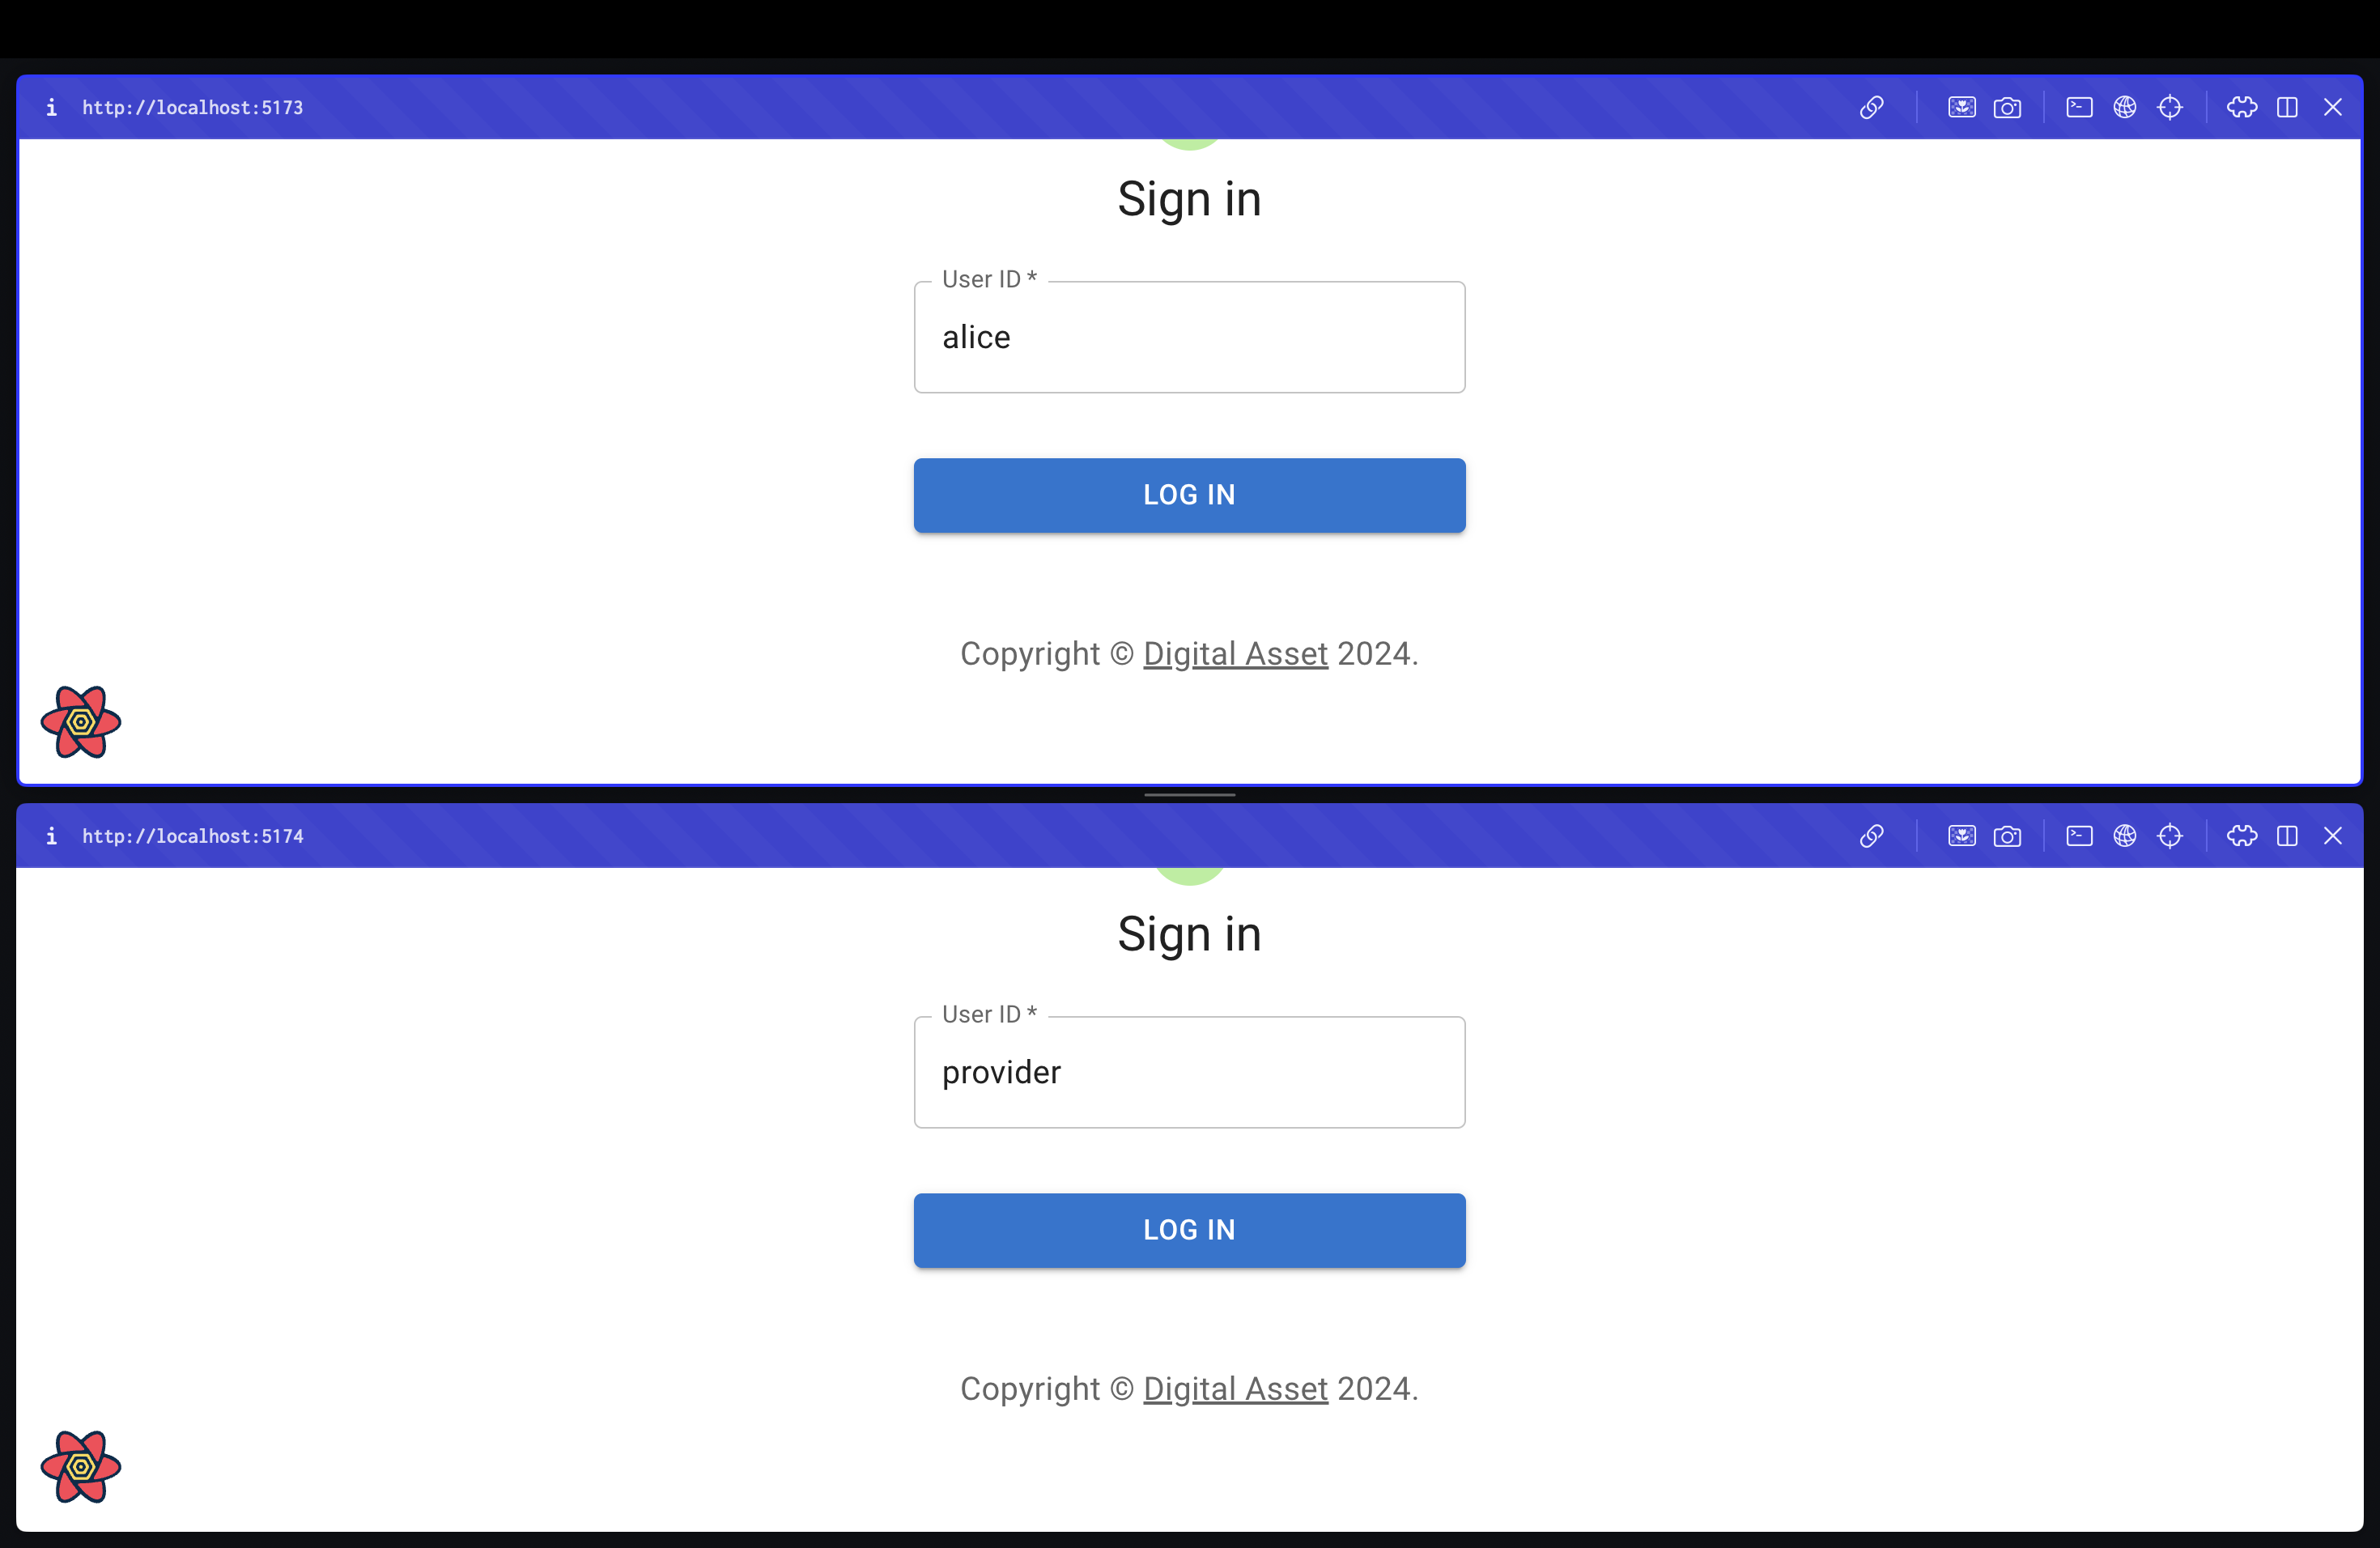 http://localhost:5173
Sign in
User ID *
alice
LOG IN
Copyright © Digital Asset 2024.
http://localhost:5174
Sign in
User ID *
provider
LOG IN
Copyright © Digital Asset 2024.